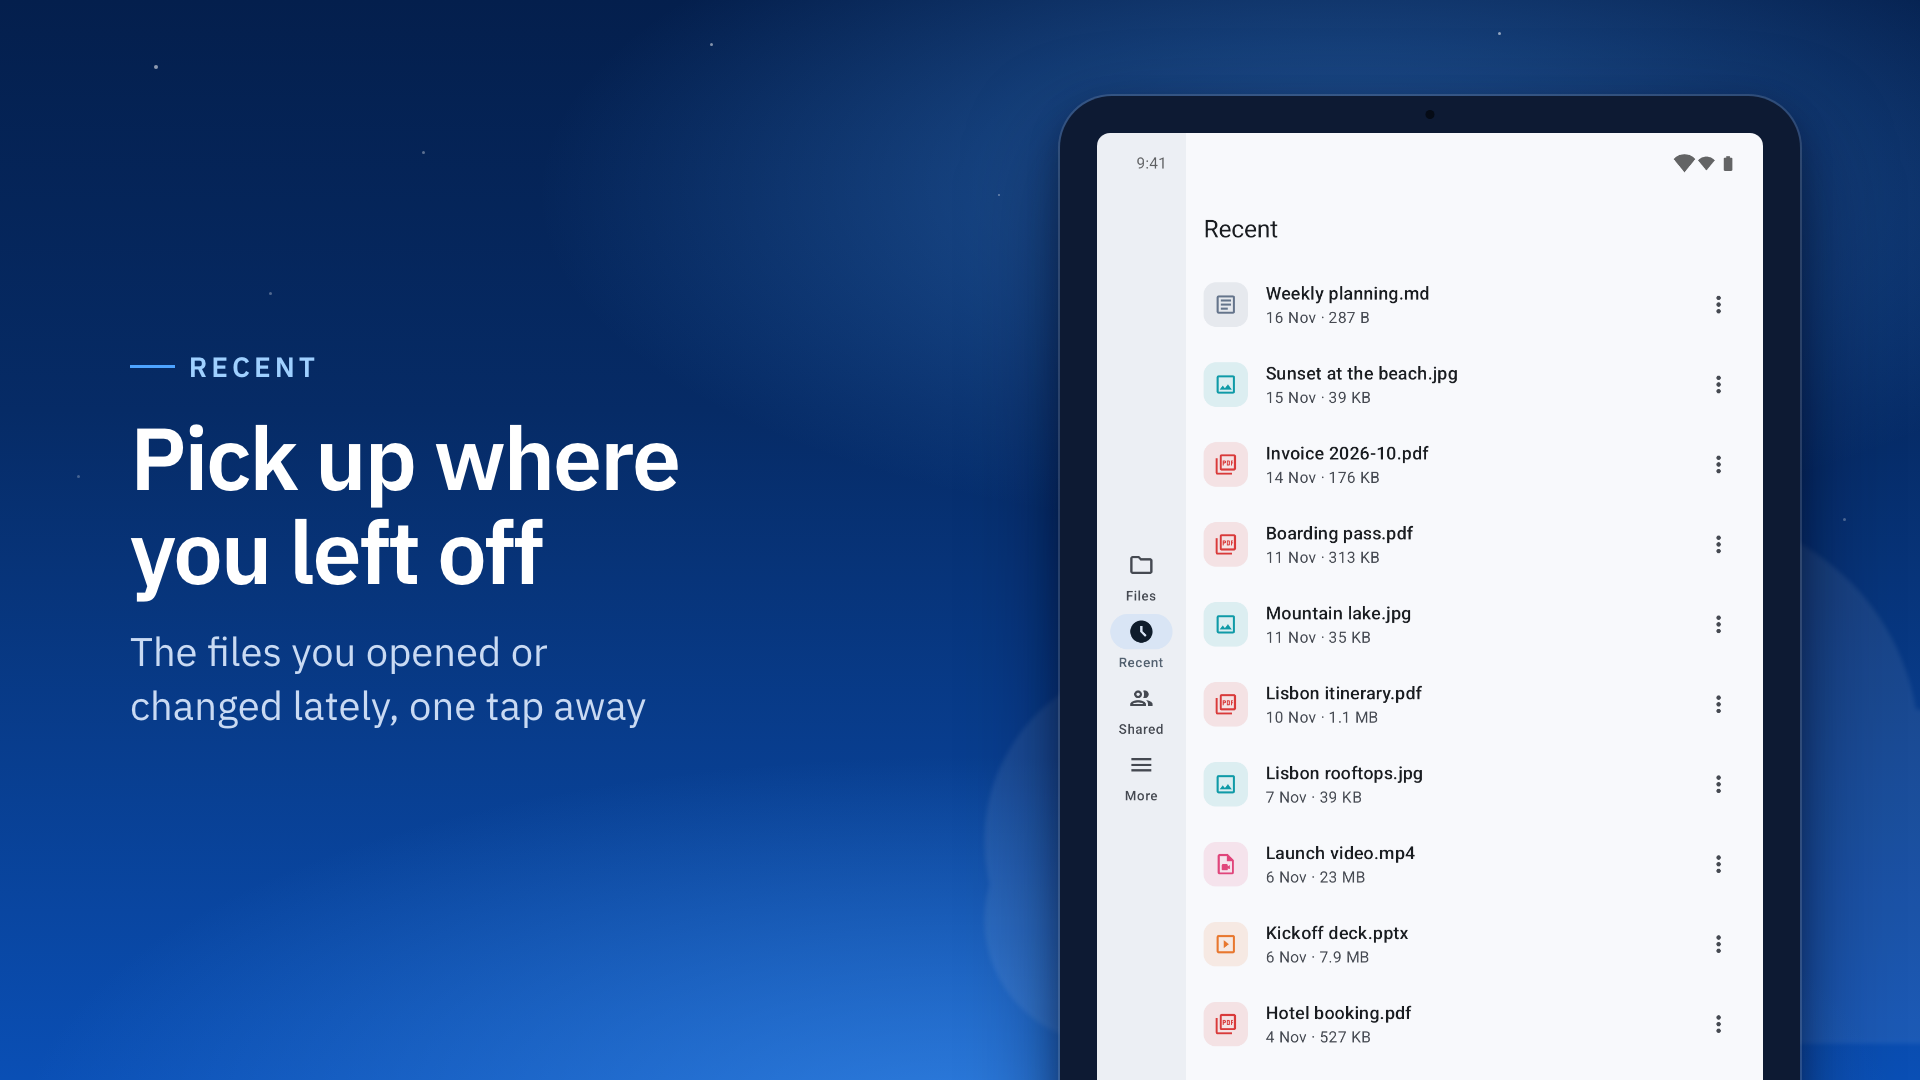 RECENT
Pick up where
you left off
The files you opened or
changed lately, one tap away
9:41
Recent
Weekly planning.md
16 Nov · 287 B
Sunset at the beach.jpg
15 Nov · 39 KB
Invoice 2026-10.pdf
14 Nov · 176 KB
Boarding pass.pdf
11 Nov · 313 KB
Mountain lake.jpg
11 Nov · 35 KB
Lisbon itinerary.pdf
10 Nov · 1.1 MB
Lisbon rooftops.jpg
7 Nov · 39 KB
Launch video.mp4
6 Nov · 23 MB
Kickoff deck.pptx
6 Nov · 7.9 MB
Hotel booking.pdf
4 Nov · 527 KB
Files
Recent
Shared
More